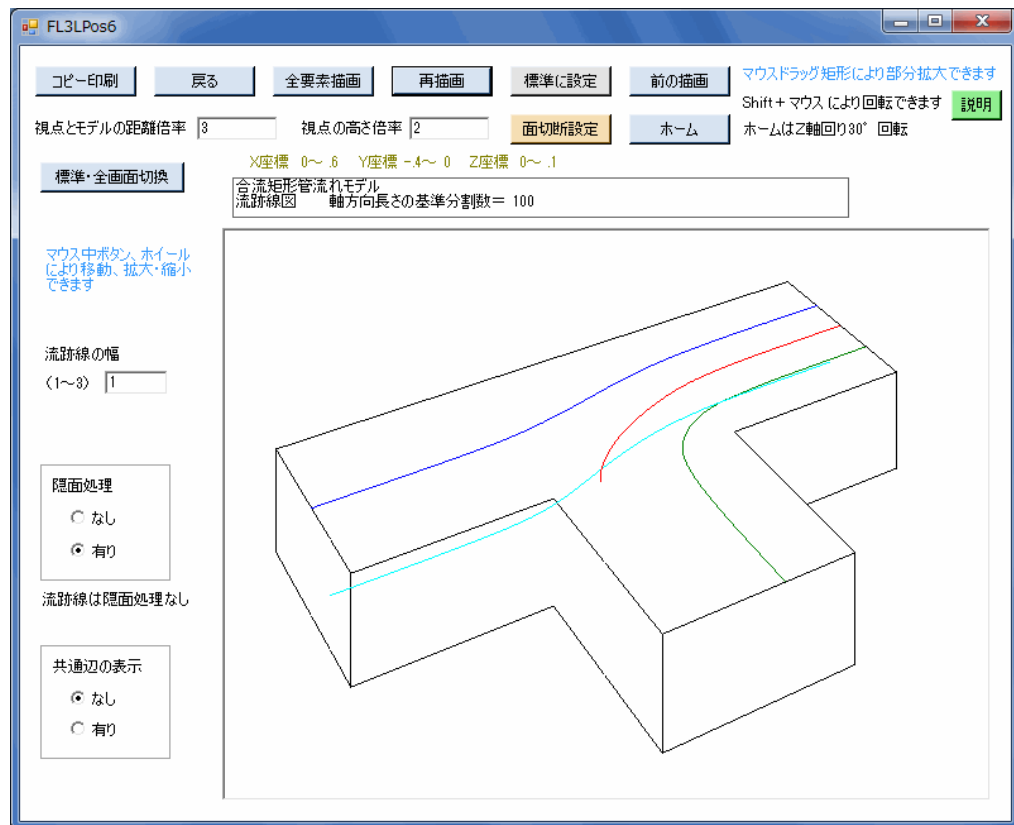 FL3LPos6
コピー印刷
戻る
全要素描画
再描画
標準に設定
前の描画
マウスドラッグ矩形により部分拡大できます
Shift+マウスにより回転できます
説明
視点とモデルの距離倍率 3
視点の高さ倍率 2
面切断設定
ホーム
ホームはZ軸回り30° 回転
標準・全画面切換
X座標 0～ .6 Y座標 -.4～ 0 Z座標 0～ .1
合流矩形管流れモデル
流跡線図 軸方向長さの基準分割数＝ 100
マウス中ボタン、ホイール
により移動、拡大・縮小
できます
流跡線の幅
（1～3） 1
隠面処理
なし
有り
流跡線は隠面処理なし
共通辺の表示
なし
有り